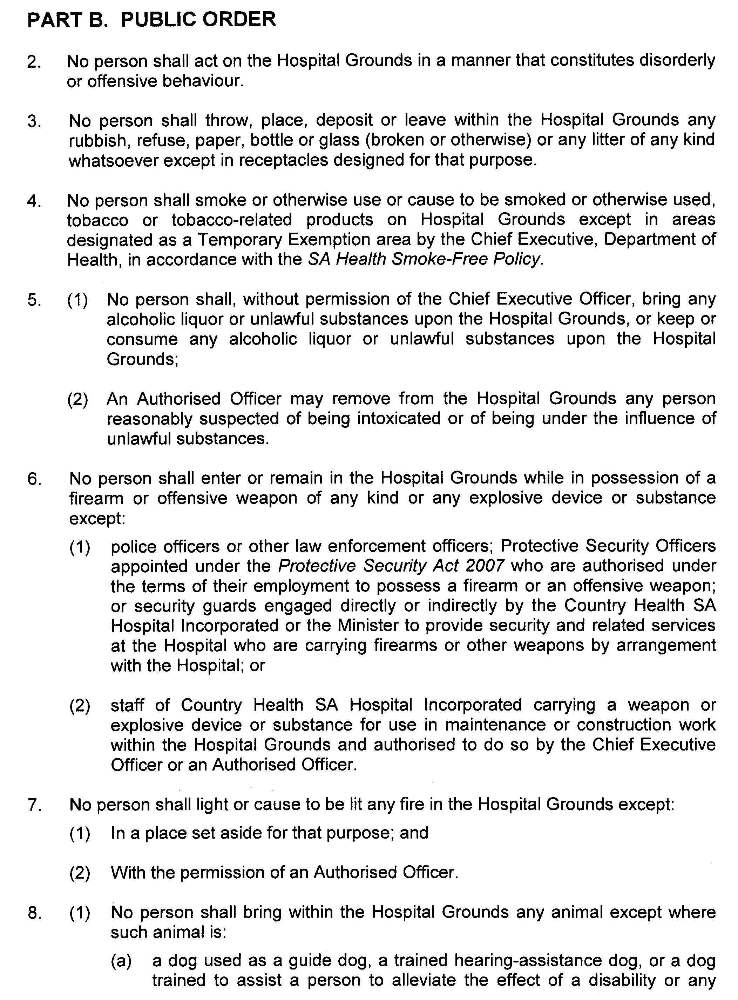 PART B. PUBLIC ORDER
2. No person shall act on the Hospital Grounds in a manner that constitutes disorderly
or offensive behaviour.
3. No person shall throw, place, deposit or leave within the Hospital Grounds any
rubbish, refuse, paper, bottle or glass (broken or otherwise) or any litter of any kind
whatsoever except in receptacles designed for that purpose.
4. No person shall smoke or otherwise use or cause to be smoked or otherwise used,
tobacco or tobacco-related products on Hospital Grounds except in areas
designated as a Temporary Exemption area by the Chief Executive, Department of
Health, in accordance with the SA Health Smoke-Free Policy.
5. (1) No person shall, without permission of the Chief Executive Officer, bring any
alcoholic liquor or unlawful substances upon the Hospital Grounds, or keep or
consume any alcoholic liquor or unlawful substances upon the Hospital
Grounds;
(2) An Authorised Officer may remove from the Hospital Grounds any person
reasonably suspected of being intoxicated or of being under the influence of
unlawful substances.
6. No person shall enter or remain in the Hospital Grounds while in possession of a
firearm or offensive weapon of any kind or any explosive device or substance
except:
(1) police officers or other law enforcement officers; Protective Security Officers
appointed under the Protective Security Act 2007 who are authorised under
the terms of their employment to possess a firearm or an offensive weapon;
or security guards engaged directly or indirectly by the Country Health SA
Hospital Incorporated or the Minister to provide security and related services
at the Hospital who are carrying firearms or other weapons by arrangement
with the Hospital; or
(2) staff of Country Health SA Hospital Incorporated carrying a weapon or
explosive device or substance for use in maintenance or construction work
within the Hospital Grounds and authorised to do so by the Chief Executive
Officer or an Authorised Officer.
7. No person shall light or cause to be lit any fire in the Hospital Grounds except:
(1) In a place set aside for that purpose; and
(2) With the permission of an Authorised Officer.
8. (1) No person shall bring within the Hospital Grounds any animal except where
such animal is:
(a) a dog used as a guide dog, a trained hearing-assistance dog, or a dog
trained to assist a person to alleviate the effect of a disability or any